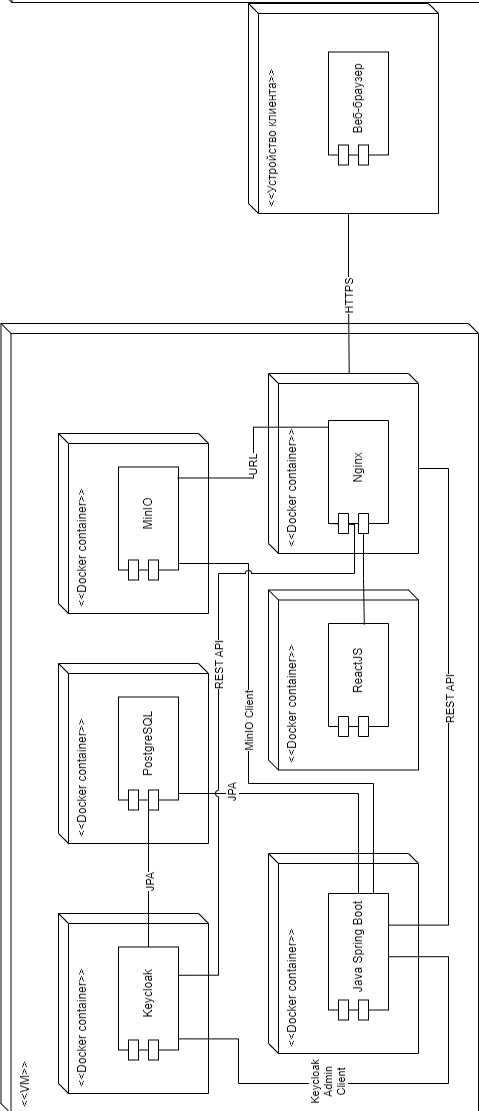 <<Устройство клиента>>
Веб-браузер
HTTPS
<<VM>>
<<Docker container>>
MinIO
URL
<<Docker container>>
Nginx
REST API
MinIO Client
<<Docker container>>
PostgreSQL
JPA
<<Docker container>>
ReactJS
REST API
JPA
<<Docker container>>
Keycloak
<<Docker container>>
Java Spring Boot
Keycloak
Admin
Client